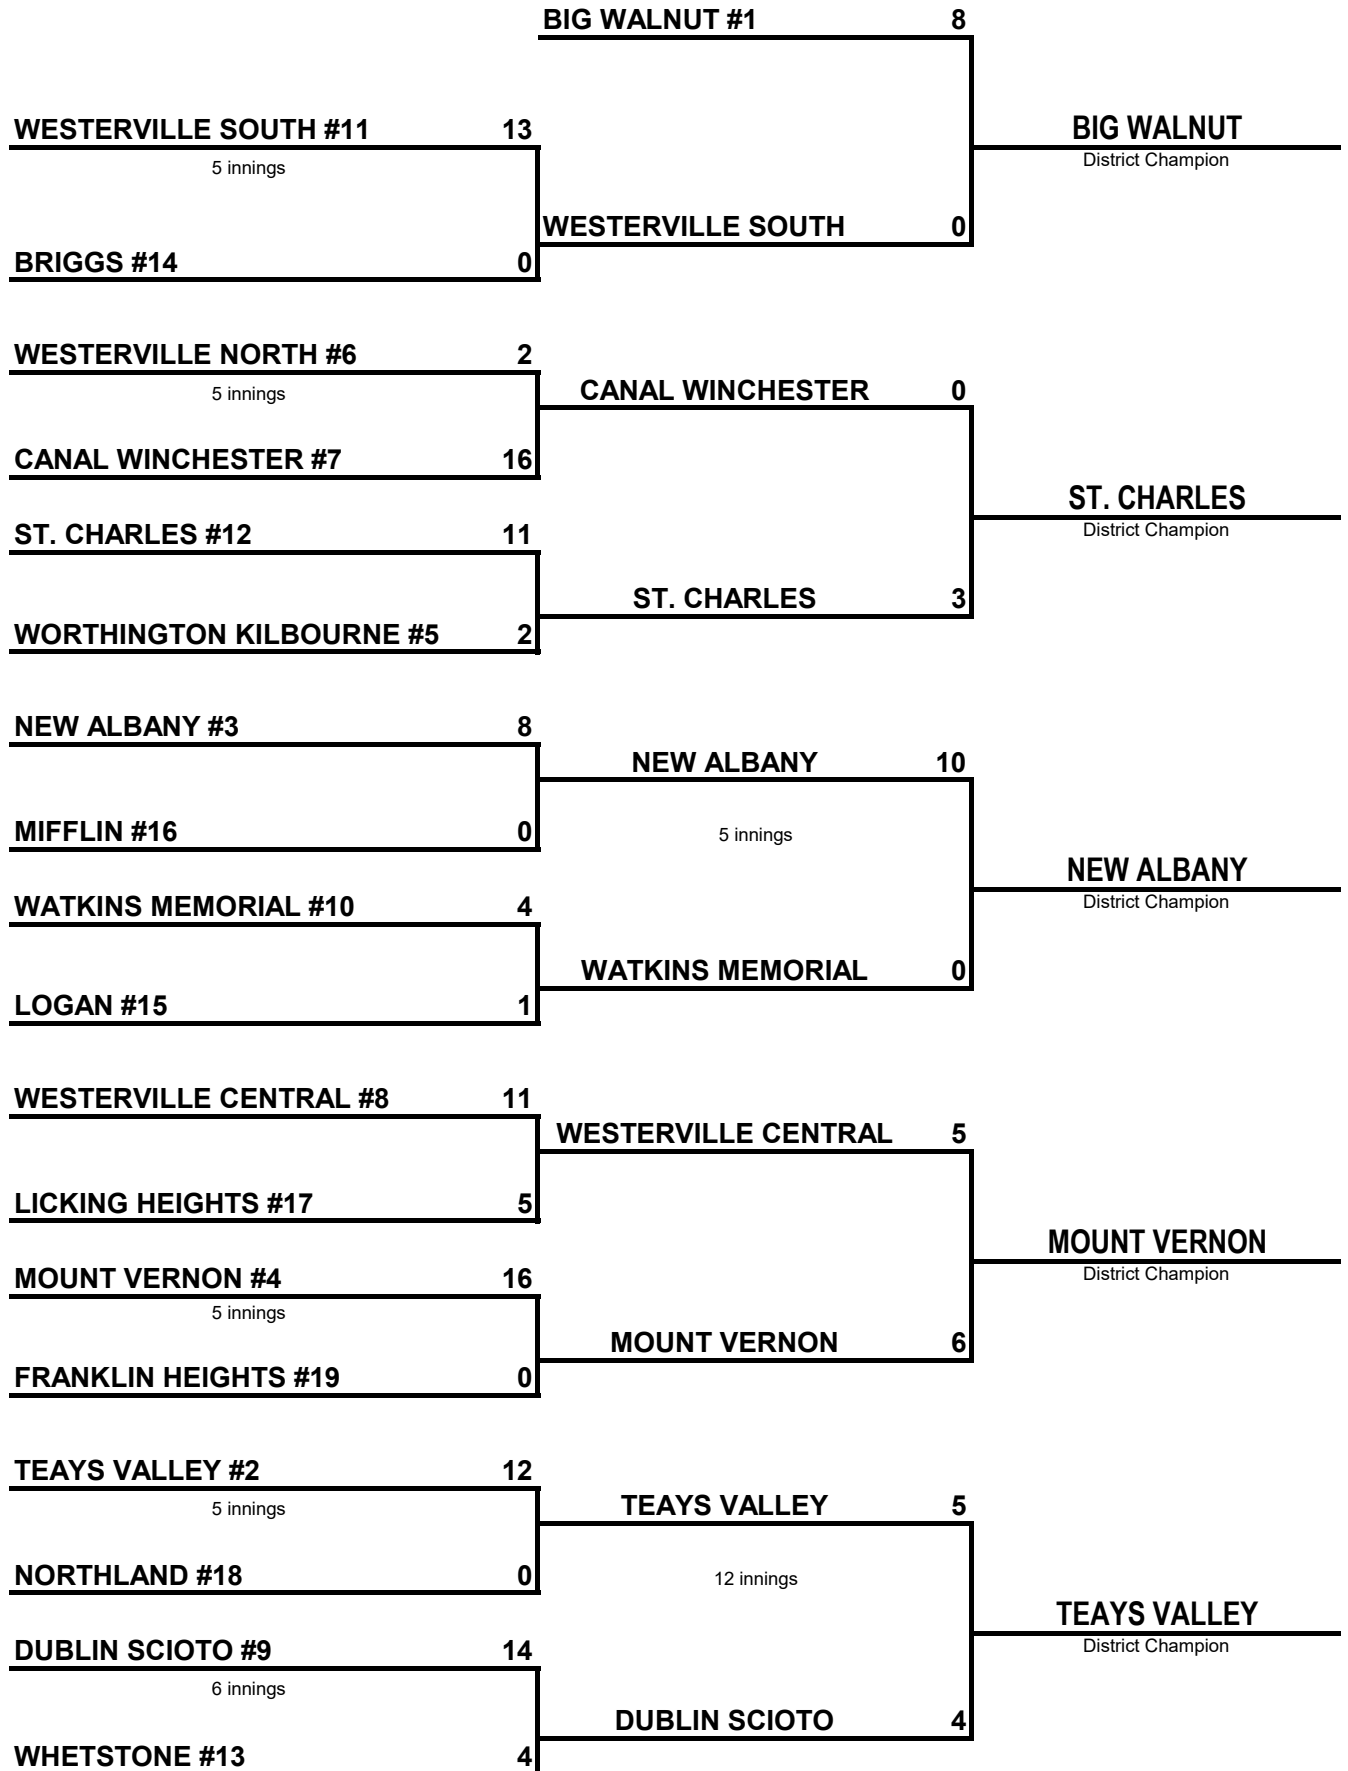 BIG WALNUT #1 8
WESTERVILLE SOUTH #11 13
BIG WALNUT
5 innings
District Champion
WESTERVILLE SOUTH 0
BRIGGS #14 0
WESTERVILLE NORTH #6 2
5 innings
CANAL WINCHESTER 0
CANAL WINCHESTER #7 16
ST. CHARLES
ST. CHARLES #12 11
District Champion
ST. CHARLES 3
WORTHINGTON KILBOURNE #5 2
NEW ALBANY #3 8
NEW ALBANY 10
MIFFLIN #16 0
5 innings
NEW ALBANY
WATKINS MEMORIAL #10 4
District Champion
WATKINS MEMORIAL 0
LOGAN #15 1
WESTERVILLE CENTRAL #8 11
WESTERVILLE CENTRAL 5
LICKING HEIGHTS #17 5
MOUNT VERNON
MOUNT VERNON #4 16
District Champion
5 innings
MOUNT VERNON 6
FRANKLIN HEIGHTS #19 0
TEAYS VALLEY #2 12
5 innings
TEAYS VALLEY 5
NORTHLAND #18 0
12 innings
TEAYS VALLEY
DUBLIN SCIOTO #9 14
District Champion
6 innings
DUBLIN SCIOTO 4
WHETSTONE #13 4